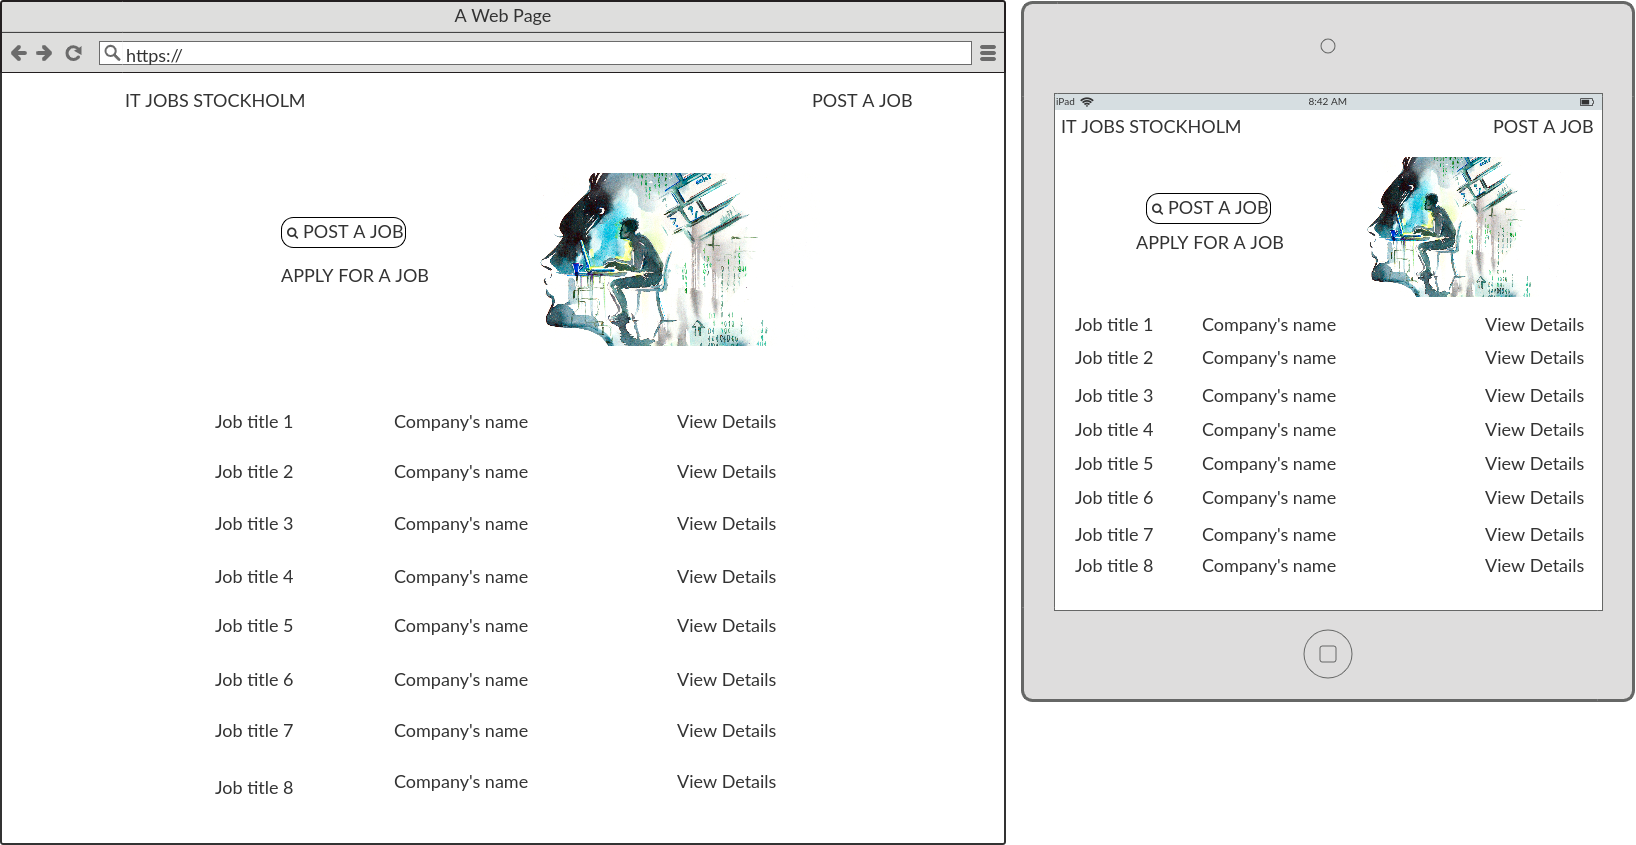 A Web Page
https://
IT JOBS STOCKHOLM POST A JOB
POST A JOB
APPLY FOR A JOB
Job title 1 Company's name View Details
Job title 2 Company's name View Details
Job title 3 Company's name View Details
Job title 4 Company's name View Details
Job title 5 Company's name View Details
Job title 6 Company's name View Details
Job title 7 Company's name View Details
Job title 8 Company's name View Details
iPad 8:42 AM
IT JOBS STOCKHOLM POST A JOB
POST A JOB
APPLY FOR A JOB
Job title 1 Company's name View Details
Job title 2 Company's name View Details
Job title 3 Company's name View Details
Job title 4 Company's name View Details
Job title 5 Company's name View Details
Job title 6 Company's name View Details
Job title 7 Company's name View Details
Job title 8 Company's name View Details